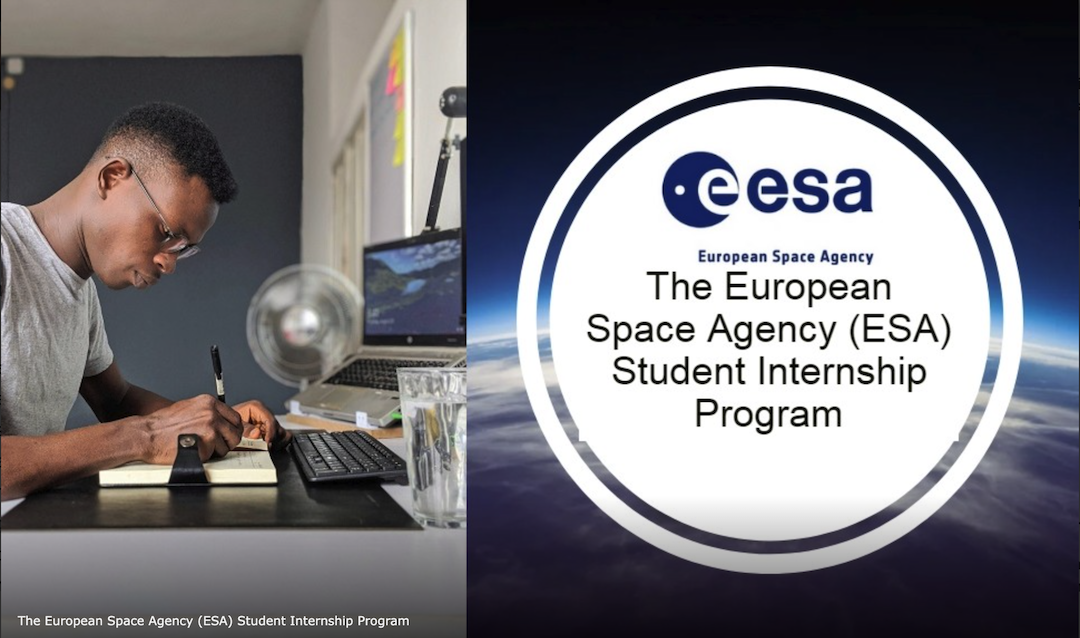 esa
European Space Agency
The European
Space Agency (ESA)
Student Internship
Program
The European Space Agency (ESA) Student Internship Program